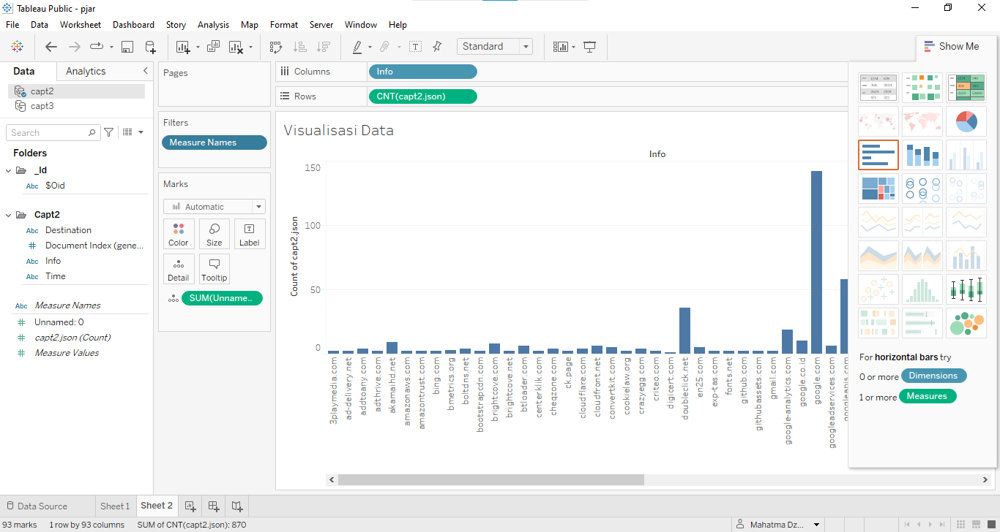 Tableau Public - pjar
File Data Worksheet Dashboard Story Analysis Map Format Server Window Help
Standard
Show Me
Data Analytics
capt2
capt3
Search
Folders
_Id
Abc $Oid
Capt2
Abc Destination
# Document Index (gene...
Abc Info
Abc Time
Abc Measure Names
# Unnamed: 0
# capt2.json (Count)
# Measure Values
Pages
Filters
Measure Names
Marks
Automatic
Color Size Label
Detail Tooltip
SUM(Unname..
Columns Info
Rows CNT(capt2.json)
Visualisasi Data
Info
Count of capt2.json
150
100
50
0
3playmedia.com
ad-delivery.net
addtoany.com
adthrive.com
akamaihd.net
amazonaws.com
amazontrust.com
bing.com
bmetrics.org
boltdns.net
bootstrapcdn.com
brightcove.com
brightcove.net
btloader.com
centerklik.com
cheqzone.com
ck.page
cloudflare.com
cloudfront.net
convertkit.com
cookielaw.org
crazyegg.com
criteo.com
digicert.com
doubleclick.net
en25.com
exp-tas.com
fonts.net
github.com
githubassets.com
gmail.com
google-analytics.com
google.co.id
google.com
googleadservices.com
googleapis.com
For horizontal bars try
0 or more Dimensions
1 or more Measures
Data Source Sheet 1 Sheet 2
93 marks 1 row by 93 columns SUM of CNT(capt2.json): 870
Mahatma Dz...